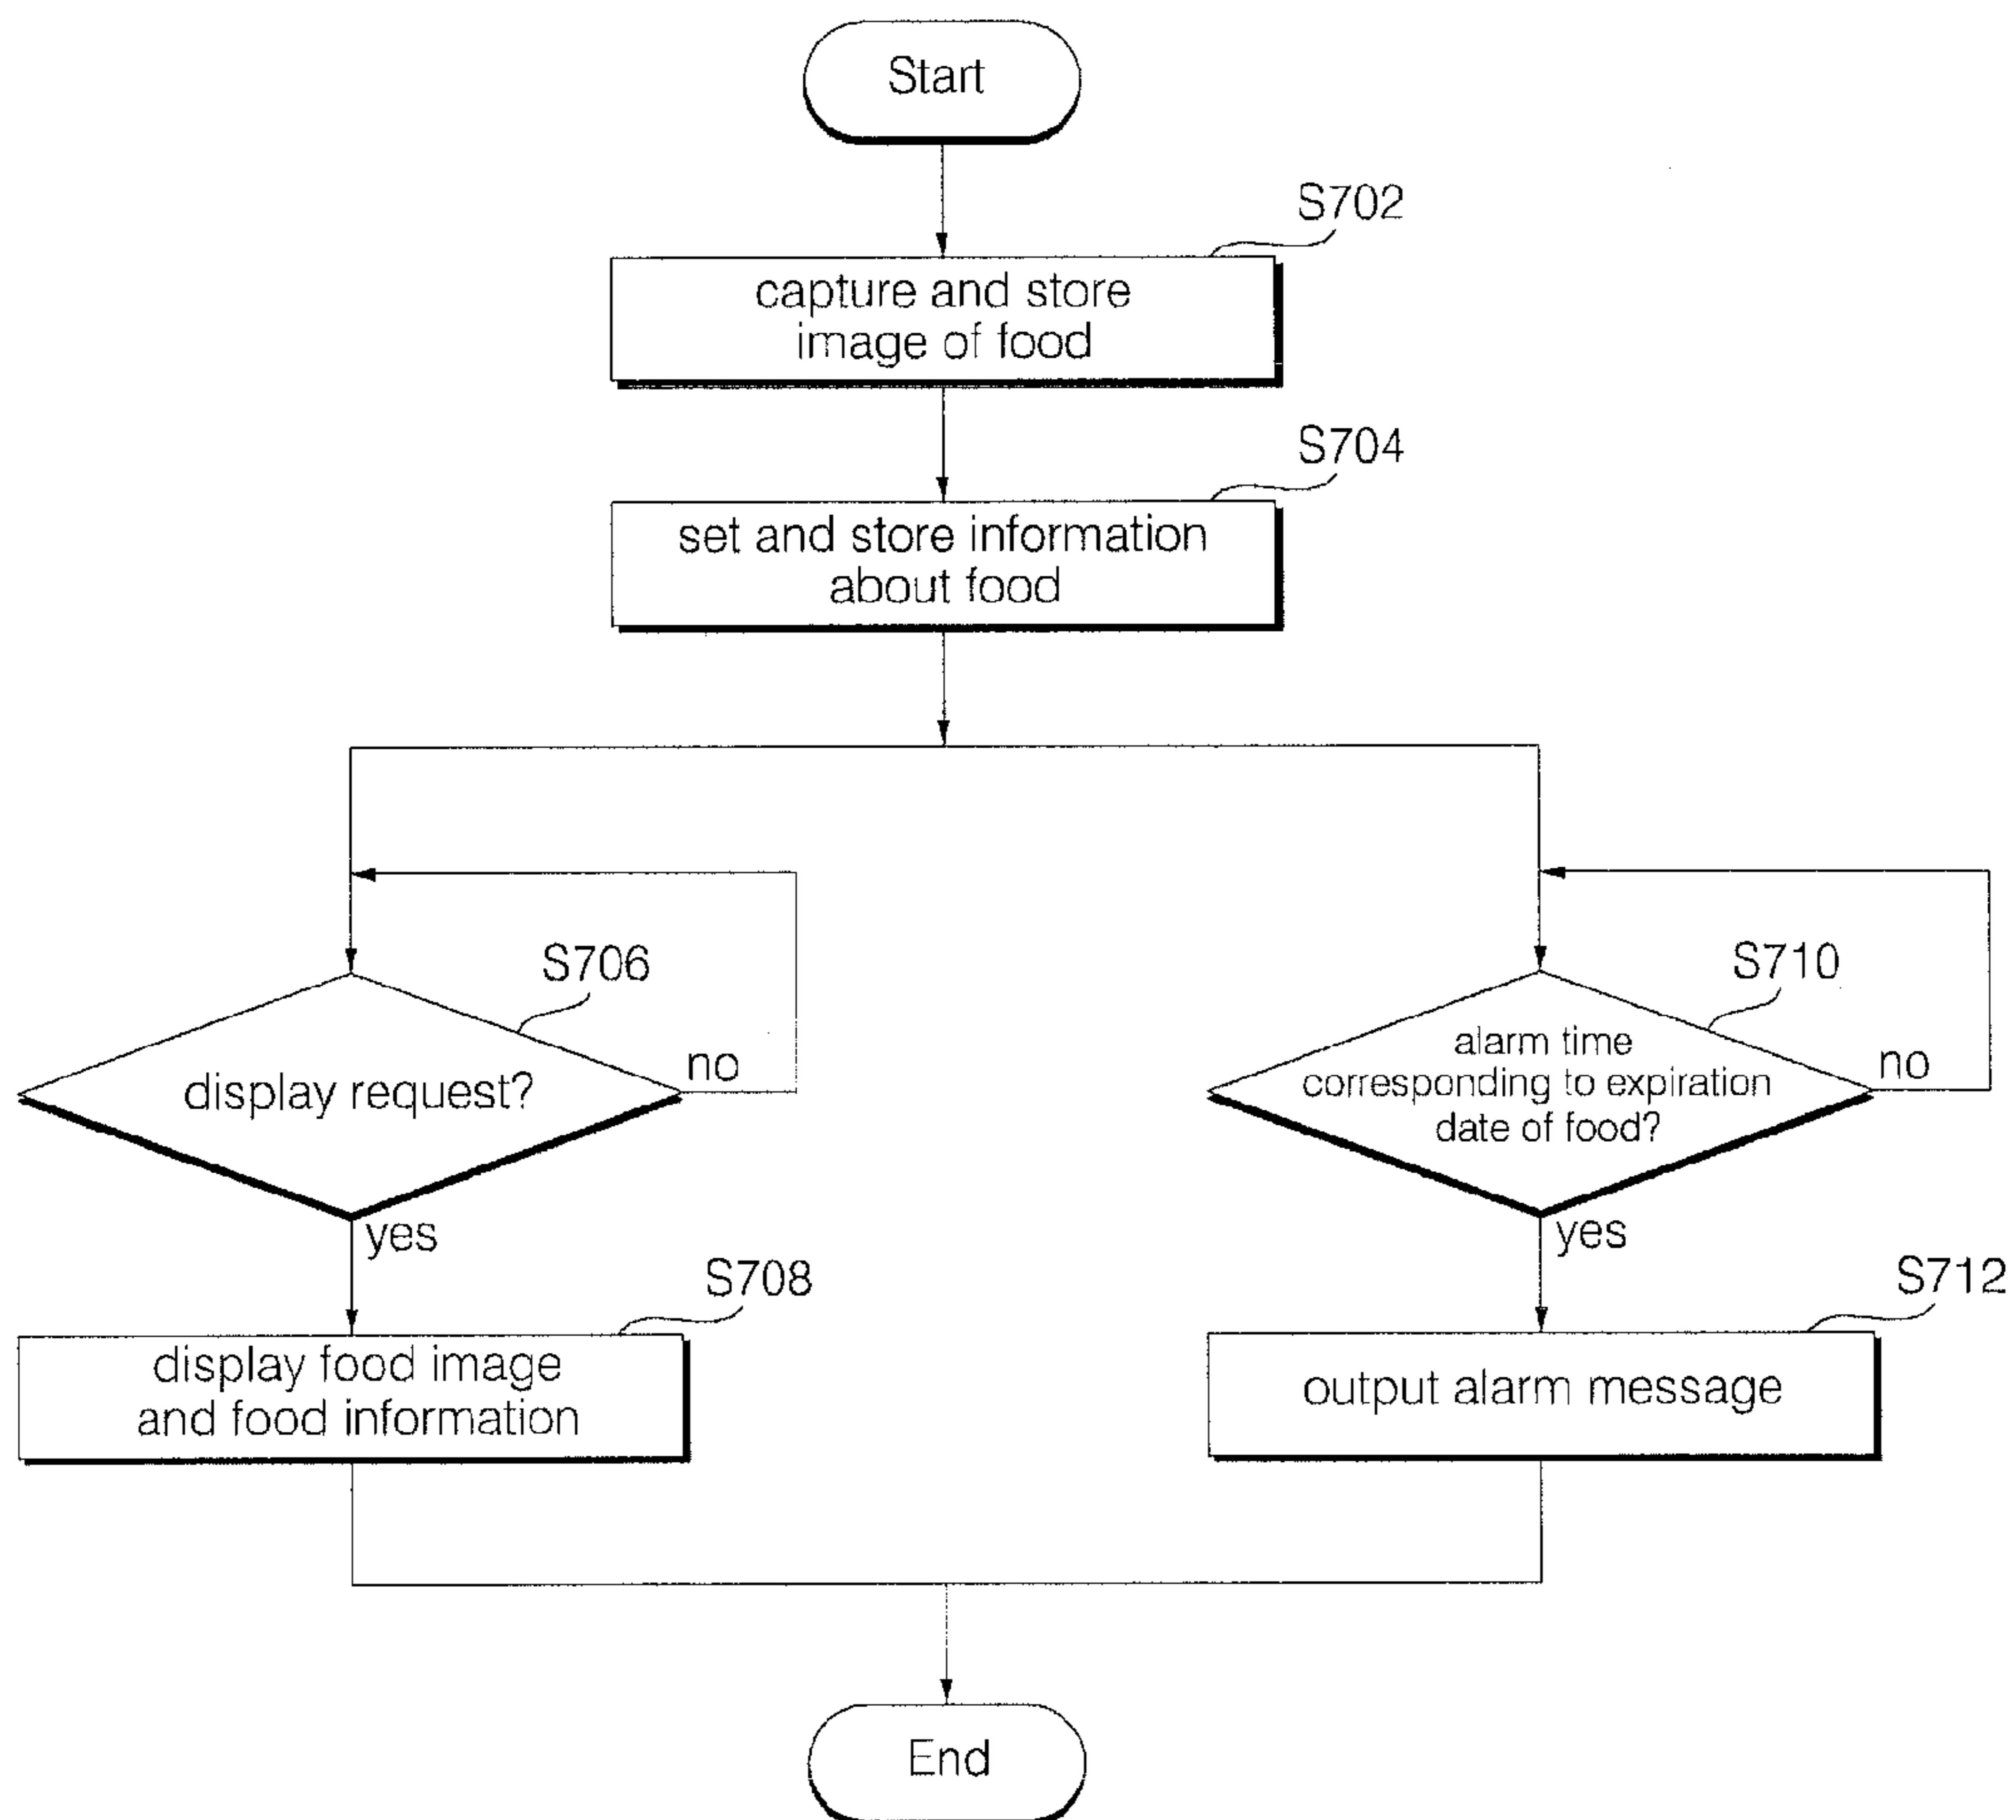 Start
S702
capture and store
image of food
S704
set and store information
about food
S706
display request?
no
yes
S708
display food image
and food information
S710
alarm time
corresponding to expiration
date of food?
no
yes
S712
output alarm message
End